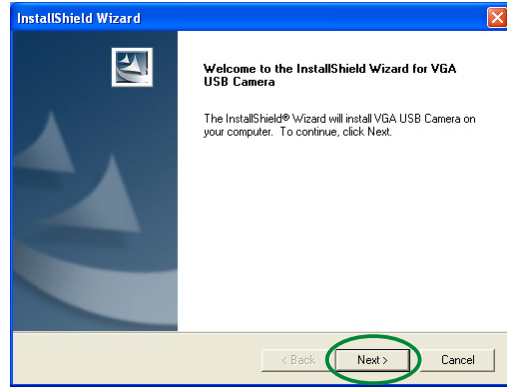 InstallShield Wizard
Welcome to the InstallShield Wizard for VGA
USB Camera
The InstallShield® Wizard will install VGA USB Camera on
your computer. To continue, click Next.
< Back Next > Cancel